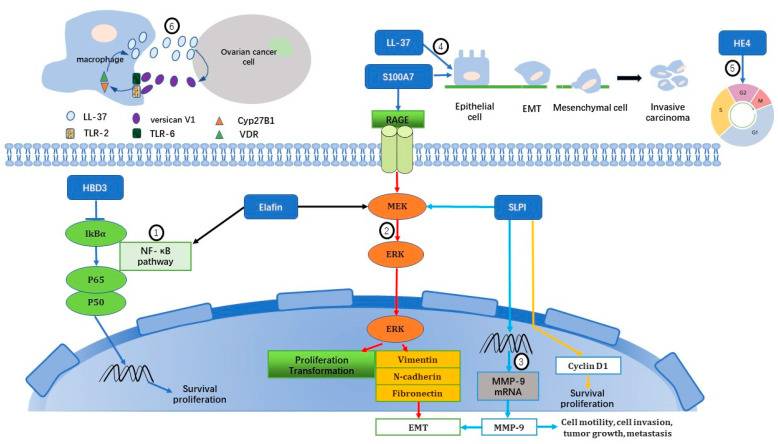 ⑥
macrophage
Ovarian cancer
cell
LL-37
versican V1
Cyp27B1
TLR-2
TLR-6
VDR
LL-37
④
S100A7
RAGE
Epithelial
cell
EMT
Mesenchymal cell
Invasive
carcinoma
HE4
⑤
G2
M
S
G1
HBD3
IkBα
①
NF- κB
pathway
P65
P50
Survival
proliferation
Elafin
MEK
②
ERK
ERK
Proliferation
Transformation
Vimentin
N-cadherin
Fibronectin
EMT
SLPI
③
MMP-9
mRNA
MMP-9
Cyclin D1
Survival
proliferation
Cell motility, cell invasion,
tumor growth, metastasis